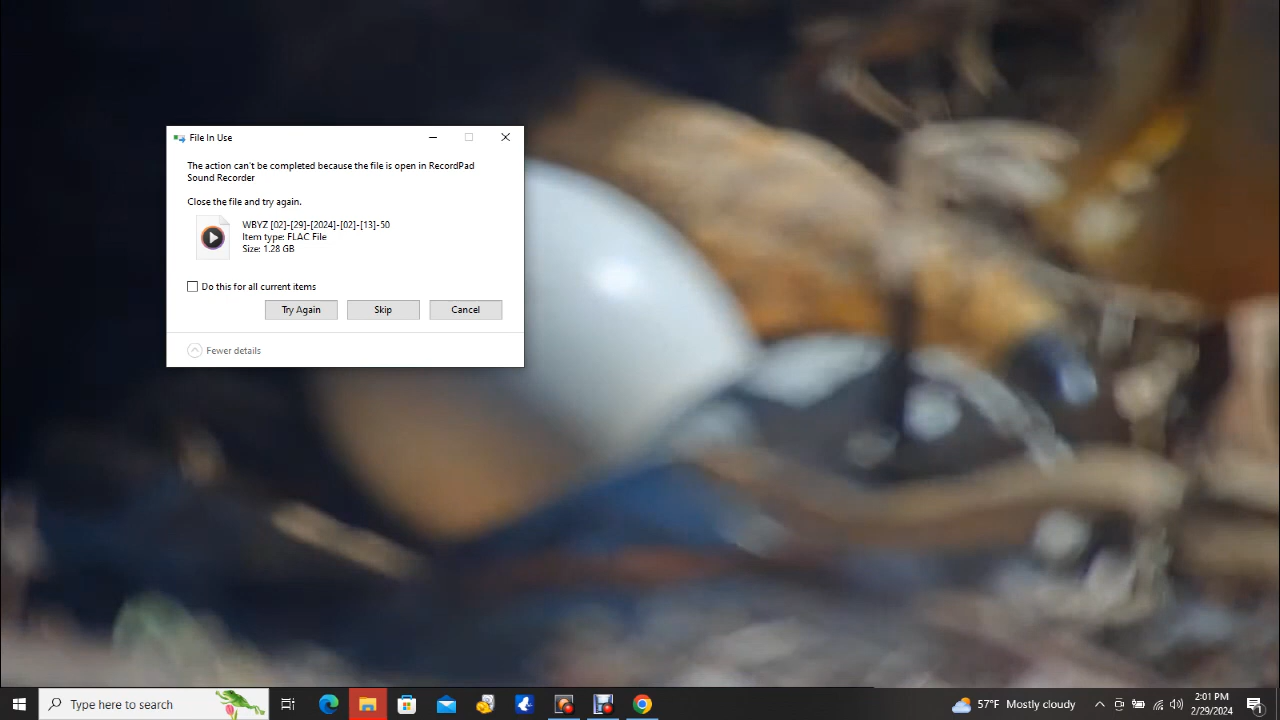 File In Use
The action can't be completed because the file is open in RecordPad
Sound Recorder
Close the file and try again.
WBYZ [02]-[29]-[2024]-[02]-[13]-50
Item type: FLAC File
Size: 1.28 GB
Do this for all current items
Try Again
Skip
Cancel
Fewer details
Type here to search
57°F Mostly cloudy
2:01 PM
2/29/2024
1